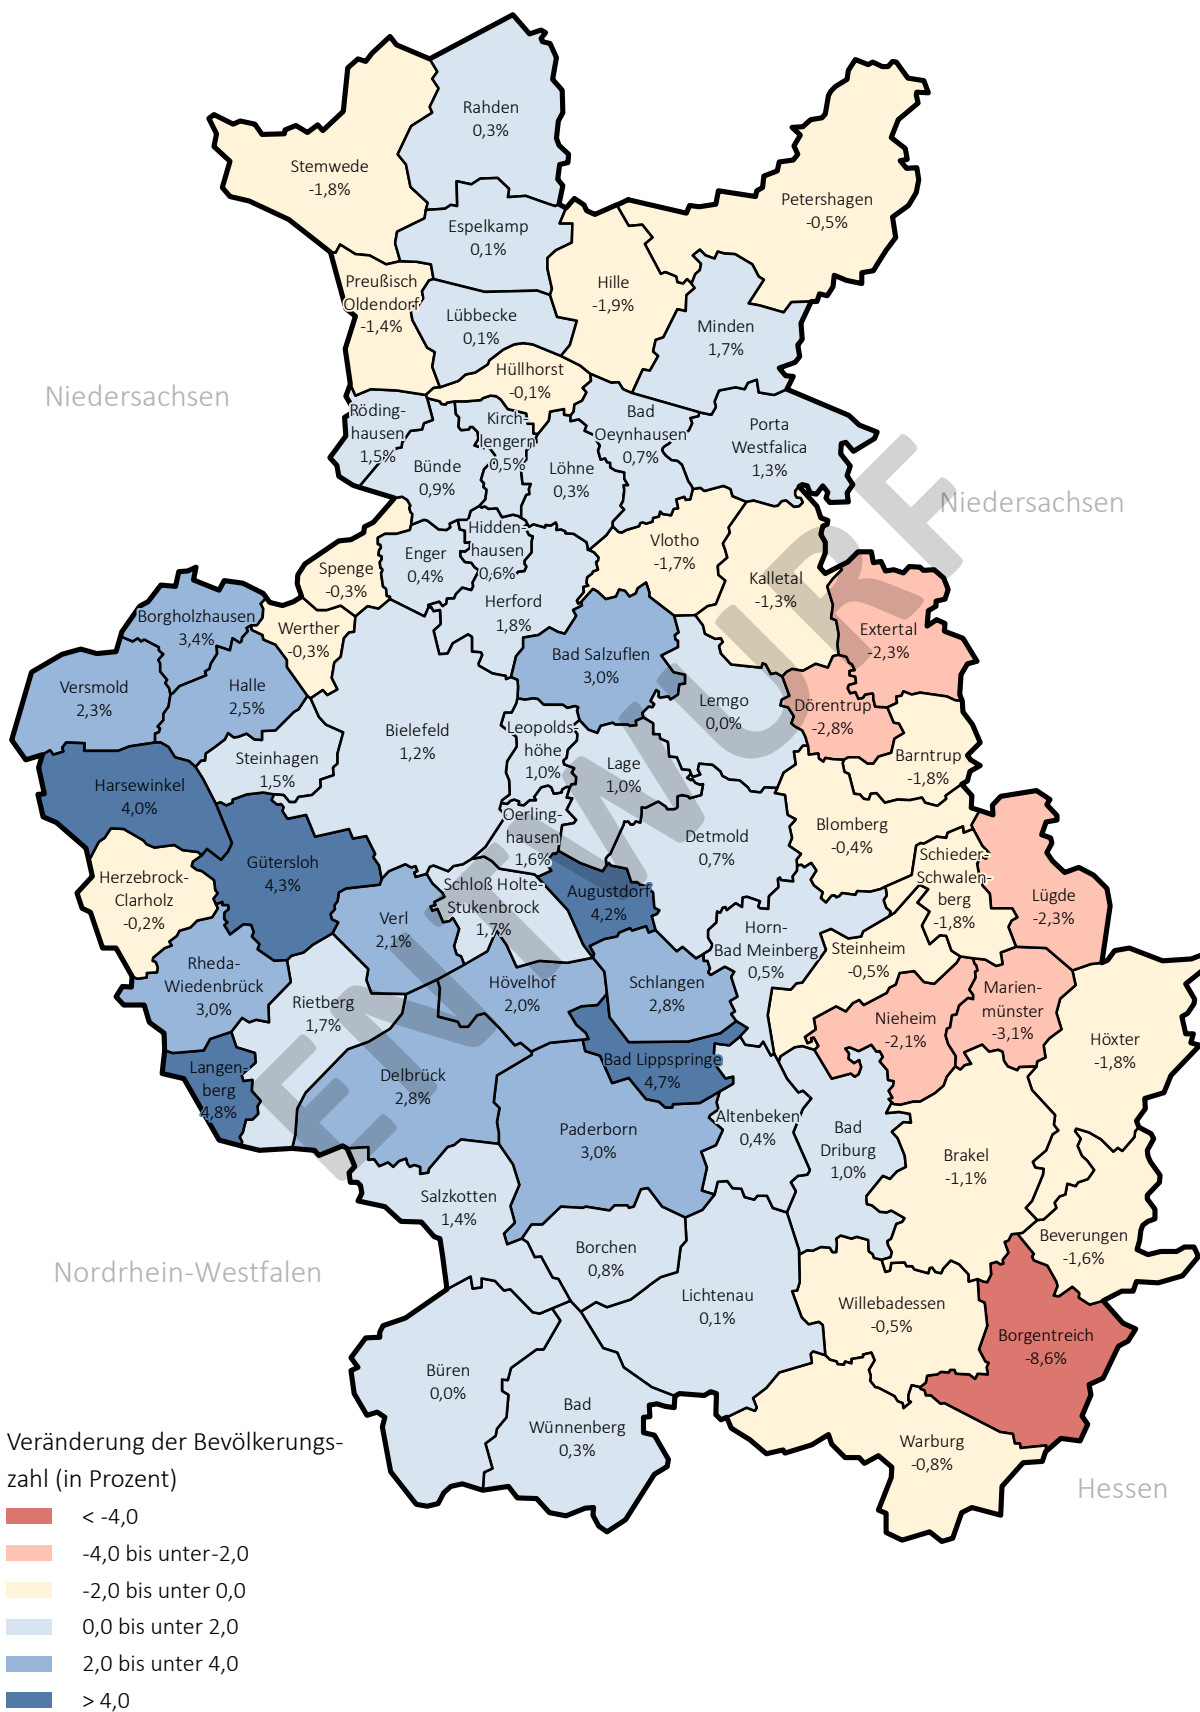 Rahden
0,3%
Stemwede
-1,8%
Petershagen
-0,5%
Espelkamp
0,1%
Preußisch
Oldendorf
-1,4%
Hille
-1,9%
Lübbecke
0,1%
Minden
1,7%
Hüllhorst
-0,1%
Niedersachsen
Röding-
hausen
1,5%
Kirch-
lengern
0,5%
Bad
Oeynhausen
0,7%
Porta
Westfalica
1,3%
Bünde
0,9%
Löhne
0,3%
Niedersachsen
Hidden-
hausen
0,6%
Enger
0,4%
Vlotho
-1,7%
Spenge
-0,3%
Kalletal
-1,3%
Herford
1,8%
Borgholzhausen
3,4%
Werther
-0,3%
Extertal
-2,3%
Bad Salzuflen
3,0%
Versmold
2,3%
Halle
2,5%
Lemgo
0,0%
Dörentrup
-2,8%
Bielefeld
1,2%
Leopolds-
höhe
1,0%
Steinhagen
1,5%
Lage
1,0%
Barntrup
-1,8%
Harsewinkel
4,0%
Oerling-
hausen
1,6%
Detmold
0,7%
Blomberg
-0,4%
Gütersloh
4,3%
Schieder-
Schwalen-
berg
-1,8%
Herzebrock-
Clarholz
-0,2%
Schloß Holte-
Stukenbrock
1,7%
Augustdorf
4,2%
Lügde
-2,3%
Verl
2,1%
Horn-
Bad Meinberg
0,5%
Steinheim
-0,5%
Rheda-
Wiedenbrück
3,0%
Rietberg
1,7%
Hövelhof
2,0%
Schlangen
2,8%
Marien-
münster
-3,1%
Nieheim
-2,1%
Höxter
-1,8%
Langen-
berg
4,8%
Delbrück
2,8%
Bad Lippspringe
4,7%
Altenbeken
0,4%
Paderborn
3,0%
Bad
Driburg
1,0%
Brakel
-1,1%
Salzkotten
1,4%
Borchen
0,8%
Beverungen
-1,6%
Nordrhein-Westfalen
Lichtenau
0,1%
Willebadessen
-0,5%
Borgentreich
-8,6%
Büren
0,0%
Bad
Wünnenberg
0,3%
Warburg
-0,8%
Hessen
ENTWURF
Veränderung der Bevölkerungs-
zahl (in Prozent)
< -4,0
-4,0 bis unter-2,0
-2,0 bis unter 0,0
0,0 bis unter 2,0
2,0 bis unter 4,0
> 4,0